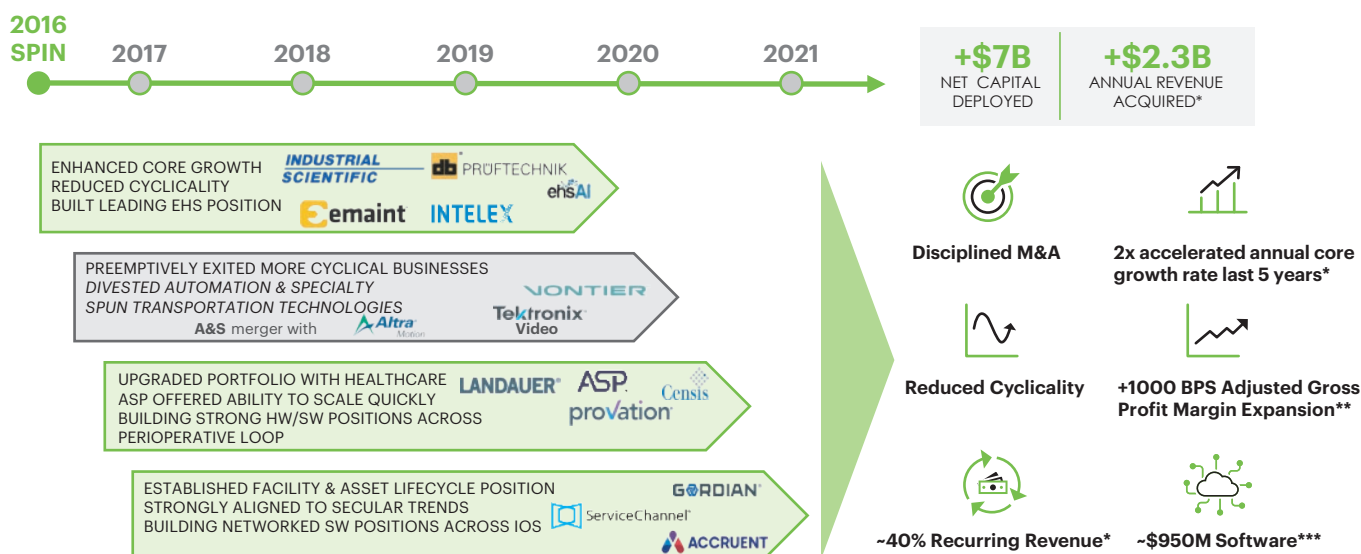 2016
SPIN
2017
2018
2019
2020
2021
+$7B
NET CAPITAL
DEPLOYED
+$2.3B
ANNUAL REVENUE
ACQUIRED*
ENHANCED CORE GROWTH
REDUCED CYCLICALITY
BUILT LEADING EHS POSITION
INDUSTRIAL
SCIENTIFIC
db PRÜFTECHNIK
ehsAI
emaint
INTELEX
PREEMPTIVELY EXITED MORE CYCLICAL BUSINESSES
DIVESTED AUTOMATION & SPECIALTY
SPUN TRANSPORTATION TECHNOLOGIES
A&S merger with
Altra
Motion
VONTIER
Tektronix
Video
UPGRADED PORTFOLIO WITH HEALTHCARE
ASP OFFERED ABILITY TO SCALE QUICKLY
BUILDING STRONG HW/SW POSITIONS ACROSS
PERIOPERATIVE LOOP
LANDAUER®
ASP
Censis
provation
ESTABLISHED FACILITY & ASSET LIFECYCLE POSITION
STRONGLY ALIGNED TO SECULAR TRENDS
BUILDING NETWORKED SW POSITIONS ACROSS IOS
GORDIAN®
ServiceChannel
ACCRUENT
Disciplined M&A
2x accelerated annual core
growth rate last 5 years*
Reduced Cyclicality
+1000 BPS Adjusted Gross
Profit Margin Expansion**
~40% Recurring Revenue*
~$950M Software***